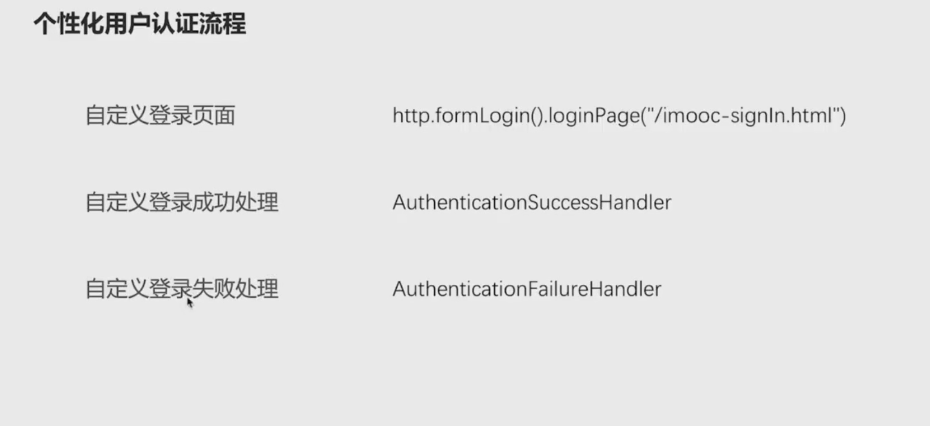 个性化用户认证流程
自定义登录页面 http.formLogin().loginPage("/imooc-signIn.html")
自定义登录成功处理 AuthenticationSuccessHandler
自定义登录失败处理 AuthenticationFailureHandler